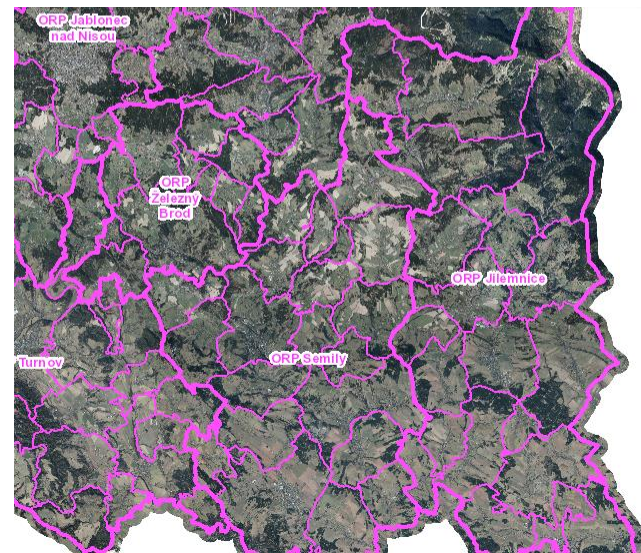 ORP Jablonec
nad Nisou
ORP
Železný
Brod
ORP Jilemnice
Turnov
ORP Semily